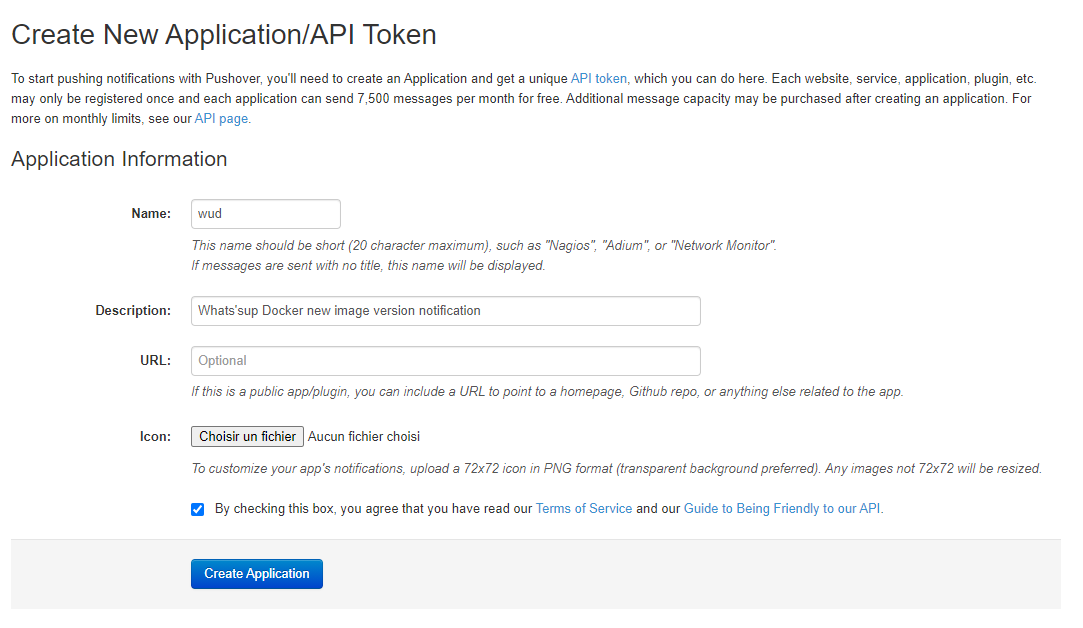 Create New Application/API Token
To start pushing notifications with Pushover, you'll need to create an Application and get a unique API token, which you can do here. Each website, service, application, plugin, etc.
may only be registered once and each application can send 7,500 messages per month for free. Additional message capacity may be purchased after creating an application. For
more on monthly limits, see our API page.
Application Information
Name: wud
This name should be short (20 character maximum), such as "Nagios", "Adium", or "Network Monitor".
If messages are sent with no title, this name will be displayed.
Description: Whats'sup Docker new image version notification
URL: Optional
If this is a public app/plugin, you can include a URL to point to a homepage, Github repo, or anything else related to the app.
Icon: Choisir un fichier Aucun fichier choisi
To customize your app's notifications, upload a 72x72 icon in PNG format (transparent background preferred). Any images not 72x72 will be resized.
By checking this box, you agree that you have read our Terms of Service and our Guide to Being Friendly to our API.
Create Application